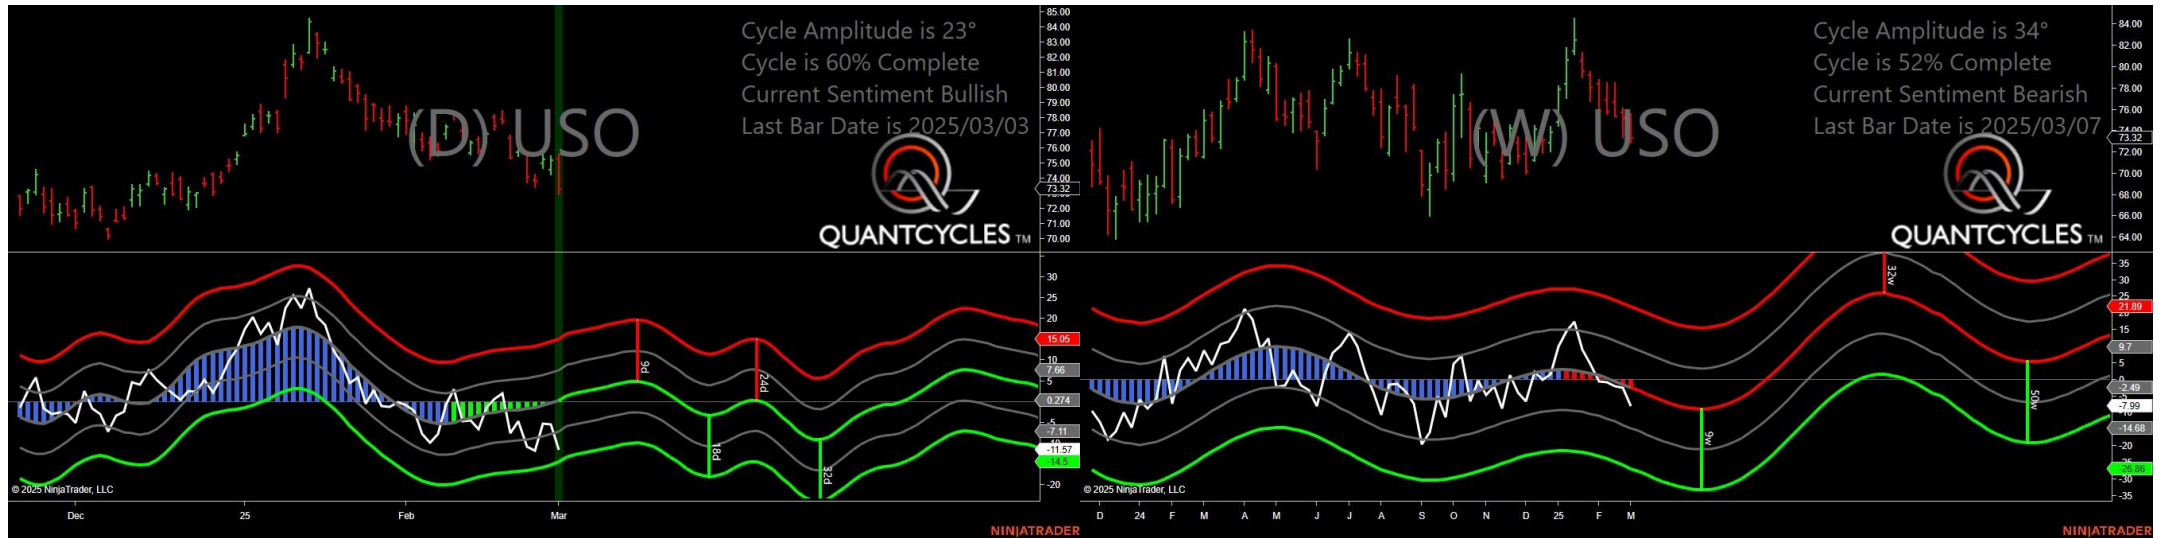 Cycle Amplitude is 23°
Cycle is 60% Complete
Current Sentiment Bullish
Last Bar Date is 2025/03/03
(D) USO
QUANTCYCLES TM
85.00
84.00
83.00
82.00
81.00
80.00
79.00
78.00
77.00
76.00
75.00
74.00
73.32
72.00
71.00
70.00
30
25
20
15.05
10
7.66
5
0.274
-5
-7.11
-11.57
-14.5
-20
9d
18d
24d
32d
© 2025 NinjaTrader, LLC
Dec
25
Feb
Mar
NINJATRADER
Cycle Amplitude is 34°
Cycle is 52% Complete
Current Sentiment Bearish
Last Bar Date is 2025/03/07
(W) USO
QUANTCYCLES TM
84.00
82.00
80.00
78.00
76.00
74.00
73.32
72.00
70.00
68.00
66.00
64.00
35
30
25
21.89
20
15
9.7
5
0
-2.49
-5
-7.99
-14.68
-20
-26.86
-30
-35
9w
32w
50w
© 2025 NinjaTrader, LLC
D
24
F
M
A
M
J
J
A
S
O
N
D
25
F
M
NINJATRADER